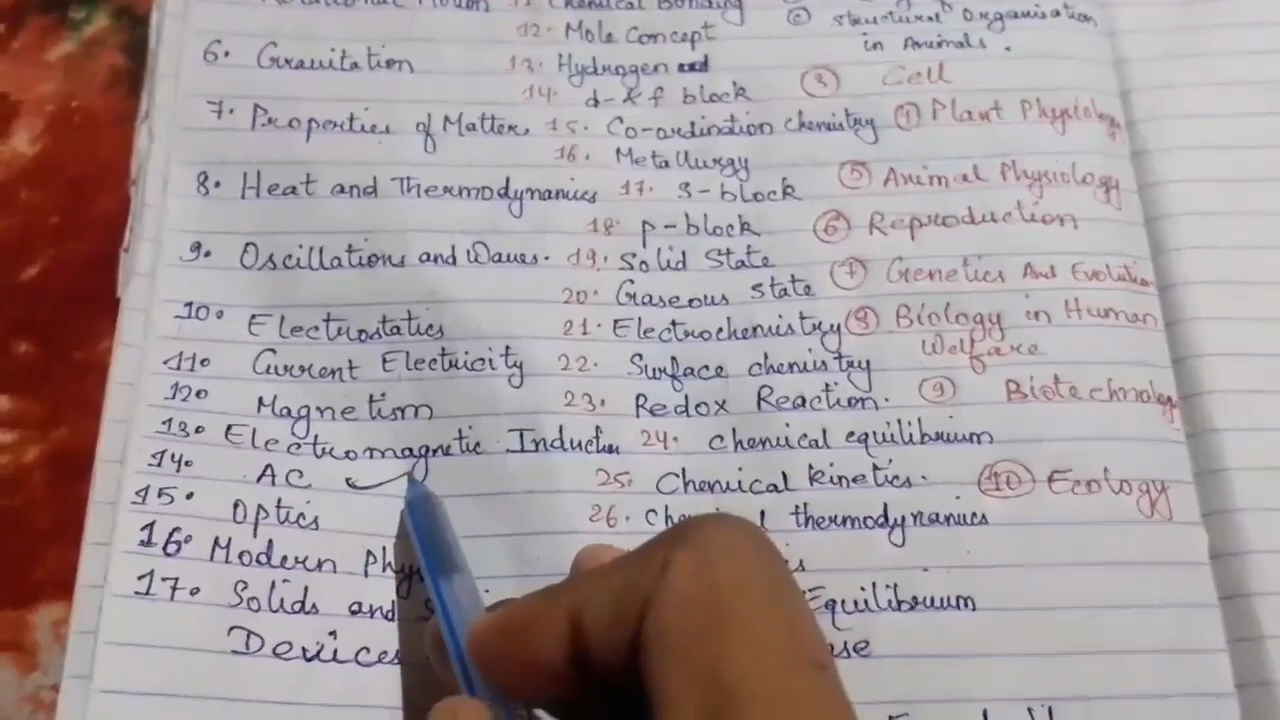 12. Mole Concept
6. Gravitation
13. Hydrogen
14. d-&f block
7. Properties of Matter
15. Co-ordination chemistry
16. Metallurgy
8. Heat and Thermodynamics
17. s-block
18. p-block
9. Oscillations and Waves.
19. Solid State
20. Gaseous state
10. Electrostatics
21. Electrochemistry
11. Current Electricity
22. Surface chemistry
12. Magnetism
23. Redox Reaction.
13. Electromagnetic Induction
24. chemical equilibrium
14. AC
25. Chemical kinetics.
15. Optics
26. thermodynamics
16. Modern
17. Solids and
Equilibrium
Devices
structural Organisation
in Animals.
3 Cell
Plant Physiology
5 Animal Physiology
6 Reproduction
7 Genetics And Evolution
8 Biology in Human
Welfare
9 Biotechnology
10 Ecology